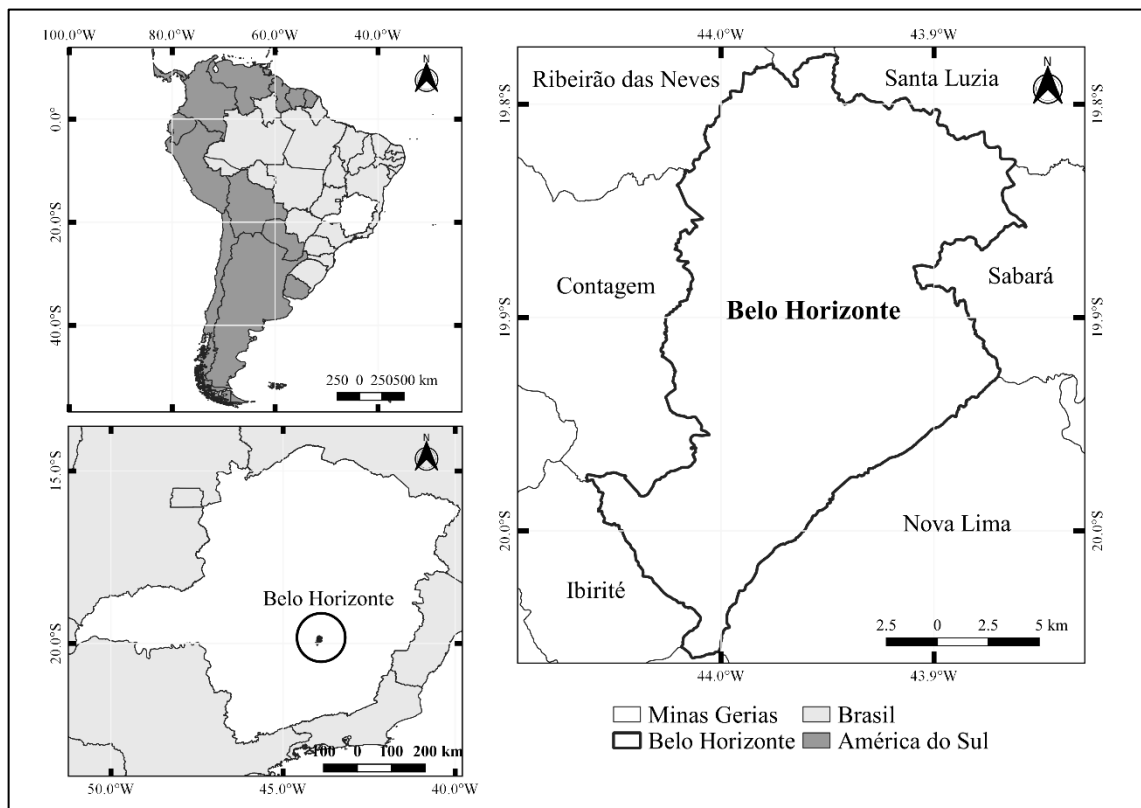 100.0°W 80.0°W 60.0°W 40.0°W
N
0.0°
20.0°S
40.0°S
250 0 250500 km
N
15.0°S
20.0°S
Belo Horizonte
100 0 100 200 km
50.0°W 45.0°W 40.0°W
44.0°W 43.9°W
Ribeirão das Neves
Santa Luzia
N
19.8°S 19.8°S
Contagem
Sabará
Belo Horizonte
19.9°S 19.9°S
Nova Lima
20.0°S 20.0°S
Ibirité
2.5 0 2.5 5 km
44.0°W 43.9°W
Minas Gerias Brasil
Belo Horizonte América do Sul